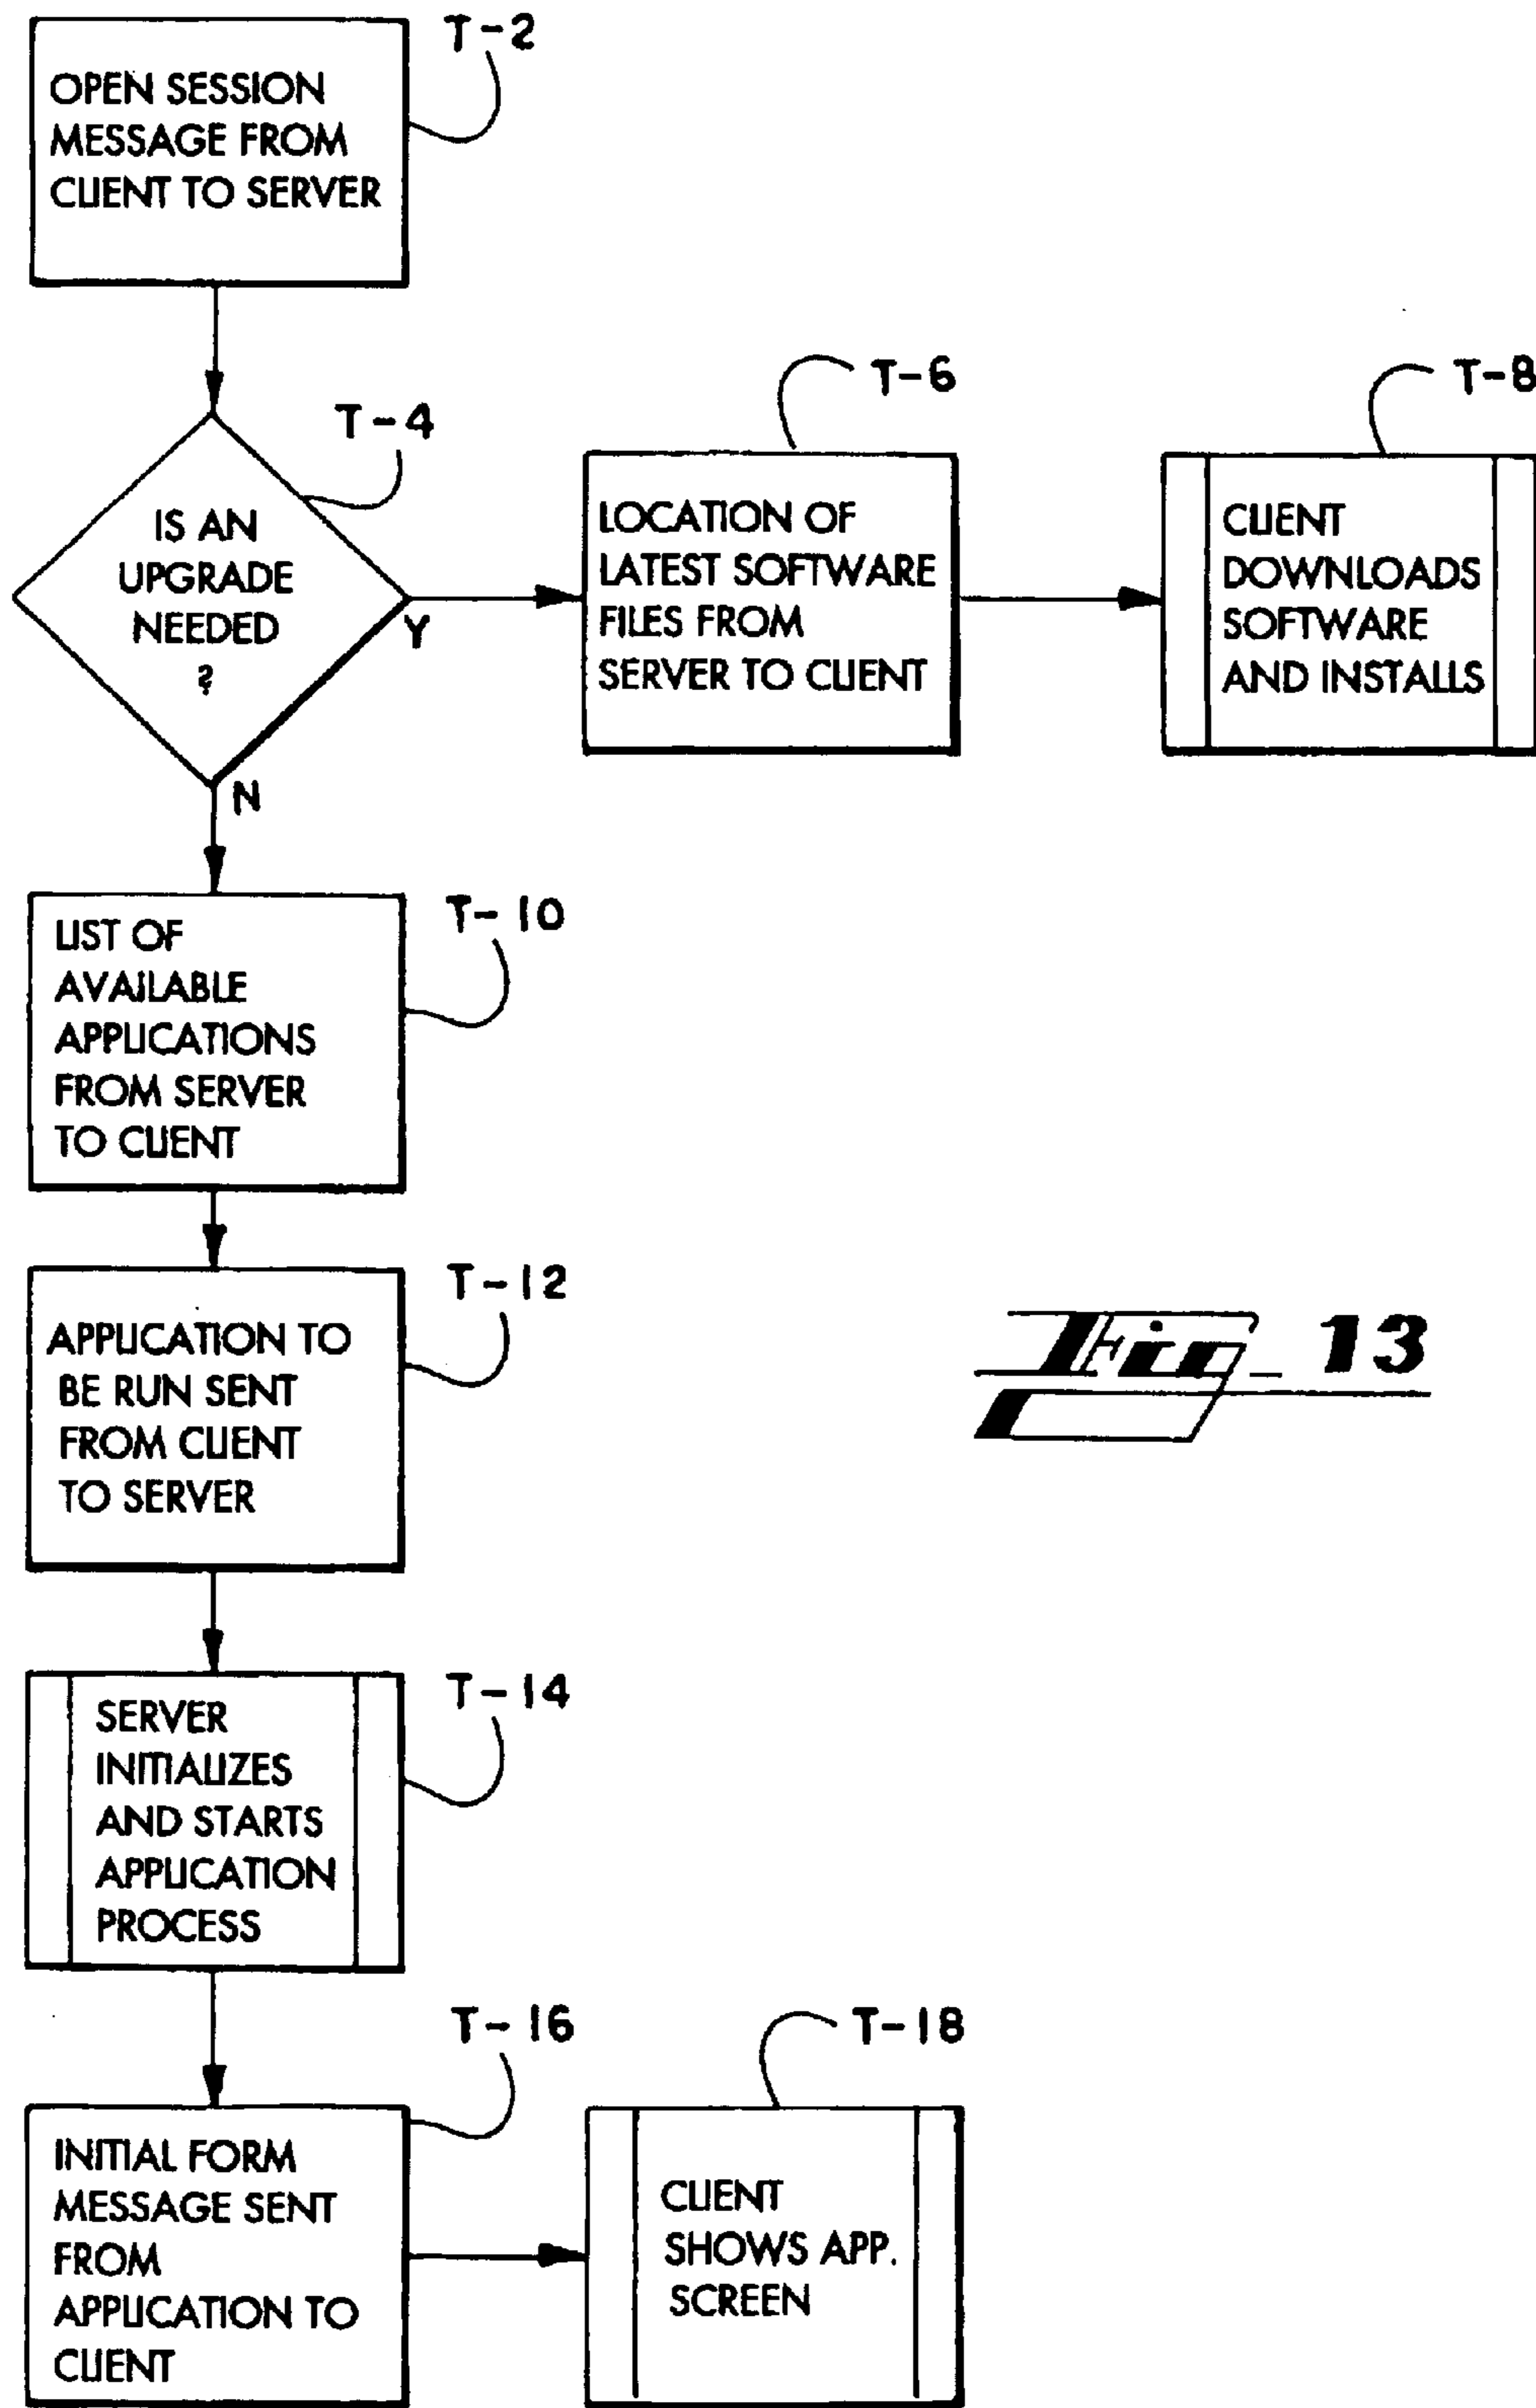 T-2
OPEN SESSION
MESSAGE FROM
CLIENT TO SERVER
T-4
IS AN
UPGRADE
NEEDED
?
Y
N
T-6
LOCATION OF
LATEST SOFTWARE
FILES FROM
SERVER TO CLIENT
T-8
CLIENT
DOWNLOADS
SOFTWARE
AND INSTALLS
T-10
LIST OF
AVAILABLE
APPLICATIONS
FROM SERVER
TO CLIENT
T-12
APPLICATION TO
BE RUN SENT
FROM CLIENT
TO SERVER
Fig_ 13
T-14
SERVER
INITIALIZES
AND STARTS
APPLICATION
PROCESS
T-16
INITIAL FORM
MESSAGE SENT
FROM
APPLICATION TO
CLIENT
T-18
CLIENT
SHOWS APP.
SCREEN